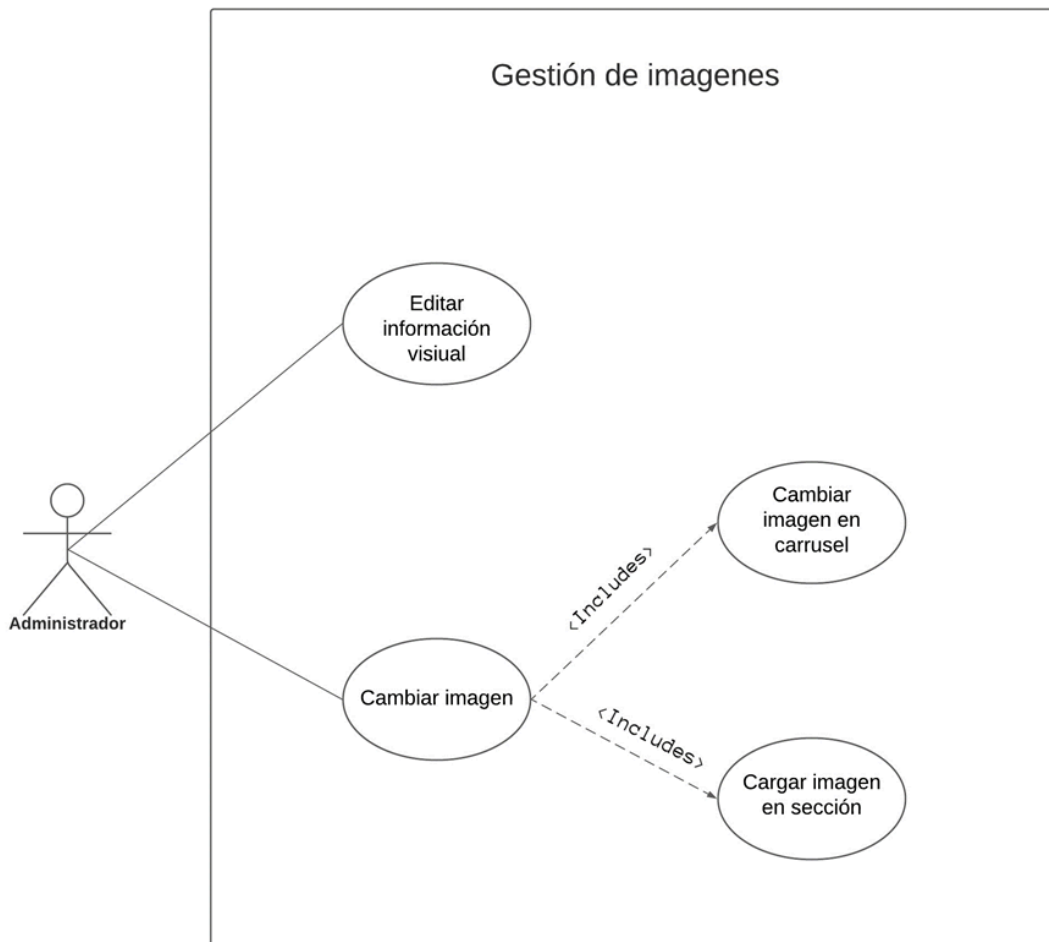 Gestión de imagenes
Editar
información
visiual
Cambiar
imagen en
carrusel
<Includes>
Administrador
Cambiar imagen
<Includes>
Cargar imagen
en sección